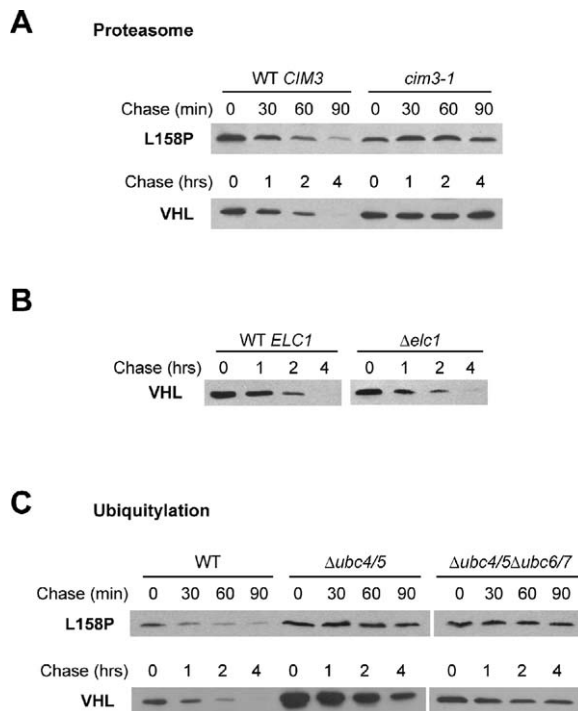 A
Proteasome
WT CIM3 cim3-1
Chase (min) 0 30 60 90 0 30 60 90
L158P
Chase (hrs) 0 1 2 4 0 1 2 4
VHL
B
WT ELC1 Δelc1
Chase (hrs) 0 1 2 4 0 1 2 4
VHL
C
Ubiquitylation
WT Δubc4/5 Δubc4/5Δubc6/7
Chase (min) 0 30 60 90 0 30 60 90 0 30 60 90
L158P
Chase (hrs) 0 1 2 4 0 1 2 4 0 1 2 4
VHL